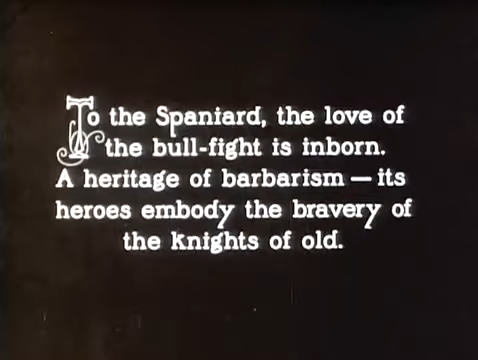 To the Spaniard, the love of
the bull-fight is inborn.
A heritage of barbarism — its
heroes embody the bravery of
the knights of old.